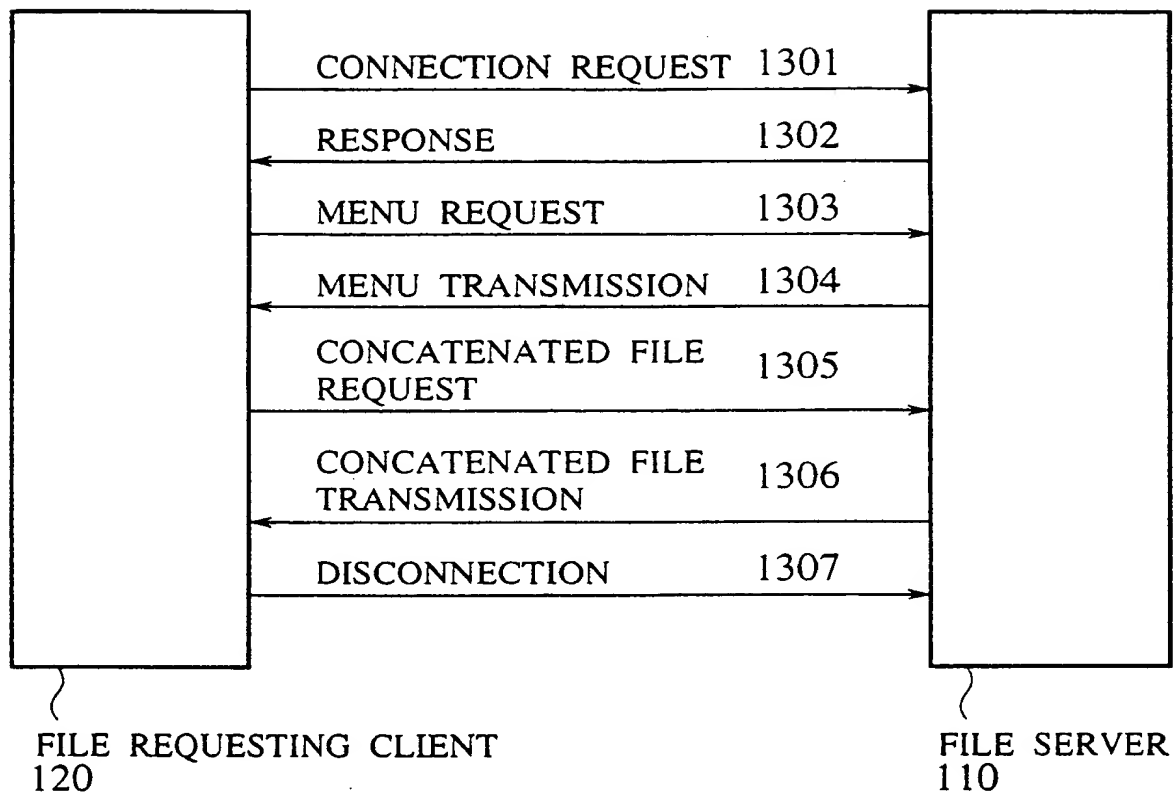 CONNECTION REQUEST 1301
RESPONSE 1302
MENU REQUEST 1303
MENU TRANSMISSION 1304
CONCATENATED FILE
REQUEST 1305
CONCATENATED FILE
TRANSMISSION 1306
DISCONNECTION 1307
FILE REQUESTING CLIENT
120
FILE SERVER
110